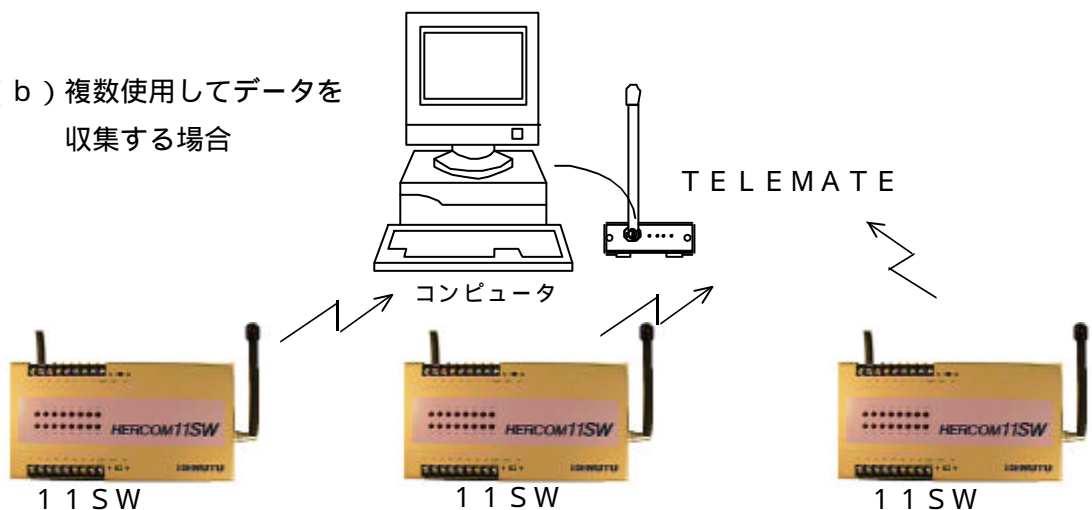 b）複数使用してデータを
収集する場合
ＴＥＬＥＭＡＴＥ
コンピュータ
HERCOM11SW
HERCOM11SW
HERCOM11SW
１１ＳＷ
１１ＳＷ
１１ＳＷ